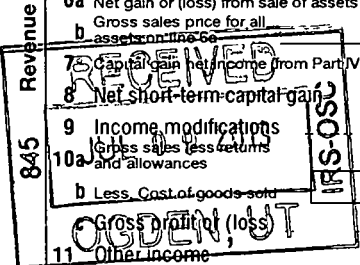 6a Net gain or (loss) from sale of assets
b Gross sales price for all
assets on line 6a
7 Capital gain net income (from Part IV
8 Net short-term capital gain
9 Income modifications
10a Gross sales less returns
and allowances
b Less Cost of goods sold
c Gross profit or (loss
11 Other income
Revenue
845
RECEIVED
JUL
IRS-OSC
OGDEN, UT